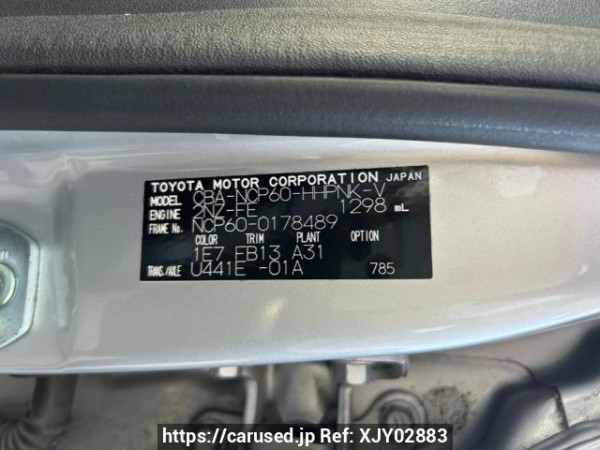 TOYOTA MOTOR CORPORATION JAPAN
MODEL CBA-NCP60-HHPNK-V
ENGINE 2NZ-FE 1298 mL
FRAME No. NCP60-0178489
COLOR TRIM PLANT OPTION
1E7 FB13 A31
TRANS./AXLE U441E -01A 785
https://carused.jp Ref: XJY02883